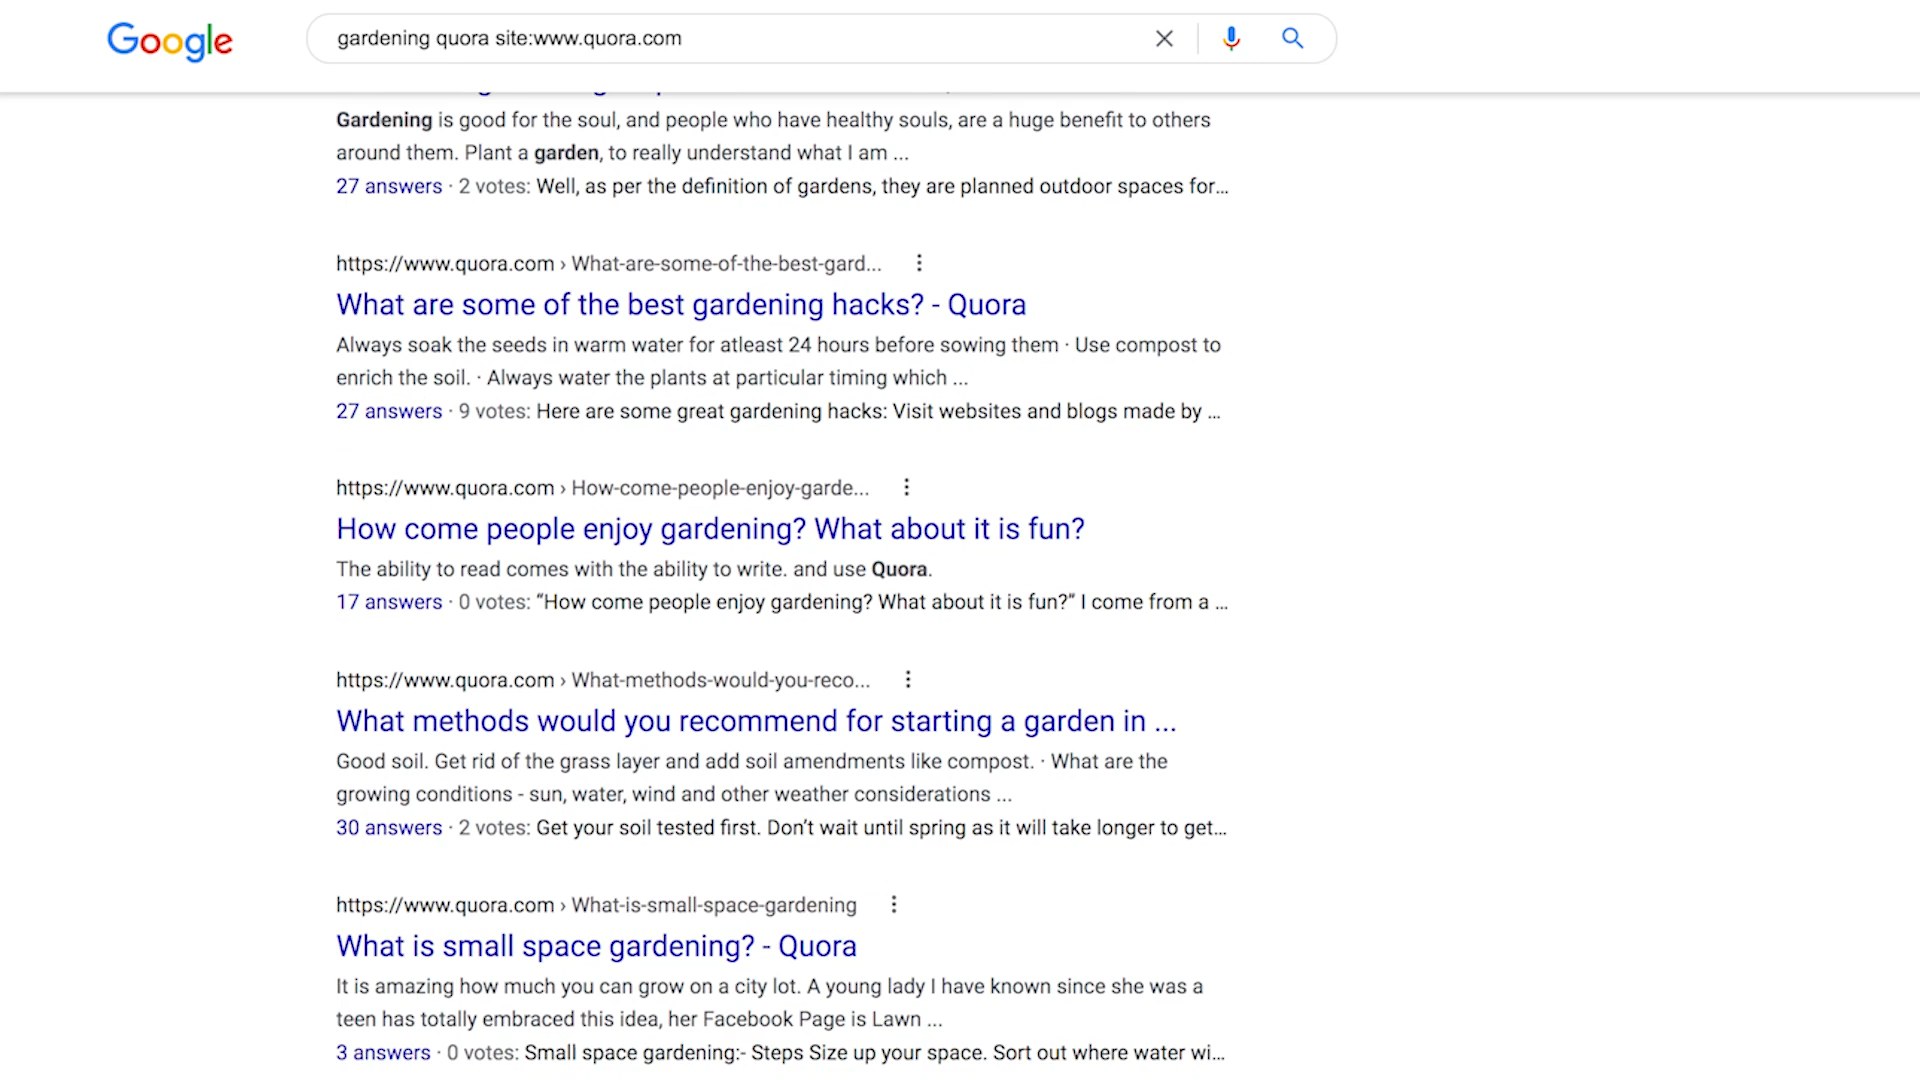 Google
gardening quora site:www.quora.com
Gardening is good for the soul, and people who have healthy souls, are a huge benefit to others
around them. Plant a garden, to really understand what I am ...
27 answers · 2 votes: Well, as per the definition of gardens, they are planned outdoor spaces for...
https://www.quora.com › What-are-some-of-the-best-gard...
What are some of the best gardening hacks? - Quora
Always soak the seeds in warm water for atleast 24 hours before sowing them · Use compost to
enrich the soil. · Always water the plants at particular timing which ...
27 answers · 9 votes: Here are some great gardening hacks: Visit websites and blogs made by ...
https://www.quora.com › How-come-people-enjoy-garde...
How come people enjoy gardening? What about it is fun?
The ability to read comes with the ability to write. and use Quora.
17 answers · 0 votes: “How come people enjoy gardening? What about it is fun?” I come from a ...
https://www.quora.com › What-methods-would-you-reco...
What methods would you recommend for starting a garden in ...
Good soil. Get rid of the grass layer and add soil amendments like compost. · What are the
growing conditions - sun, water, wind and other weather considerations ...
30 answers · 2 votes: Get your soil tested first. Don’t wait until spring as it will take longer to get...
https://www.quora.com › What-is-small-space-gardening
What is small space gardening? - Quora
It is amazing how much you can grow on a city lot. A young lady I have known since she was a
teen has totally embraced this idea, her Facebook Page is Lawn ...
3 answers · 0 votes: Small space gardening:- Steps Size up your space. Sort out where water wi...